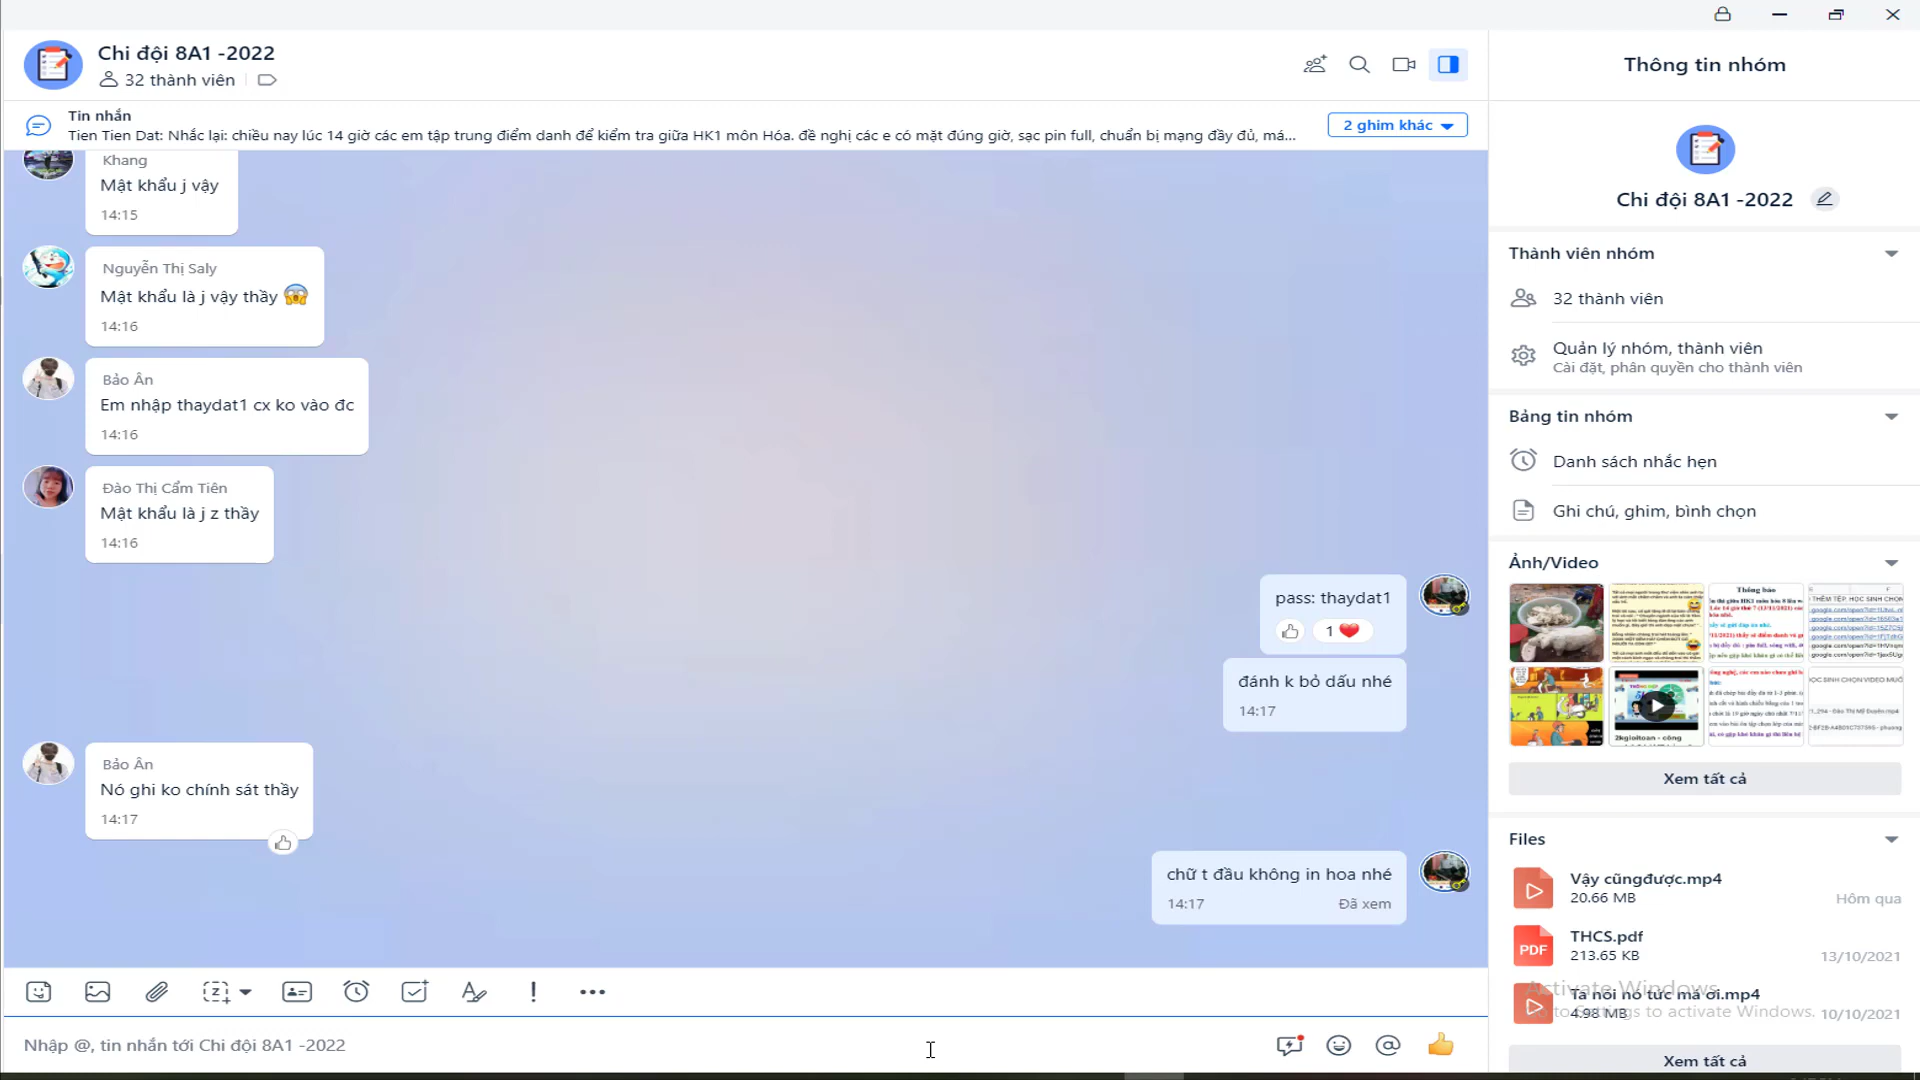 Chi đội 8A1 -2022
32 thành viên
Tin nhắn
Tien Tien Dat: Nhắc lại: chiều nay lúc 14 giờ các em tập trung điểm danh để kiểm tra giữa HK1 môn Hóa. đề nghị các e có mặt đúng giờ, sạc pin full, chuẩn bị mạng đầy đủ, má...
2 ghim khác
Khang
Mật khẩu j vậy
14:15
Nguyễn Thị Saly
Mật khẩu là j vậy thầy
14:16
Bảo Ân
Em nhập thaydat1 cx ko vào đc
14:16
Đào Thị Cẩm Tiên
Mật khẩu là j z thầy
14:16
pass: thaydat1
1
đánh k bỏ dấu nhé
14:17
Bảo Ân
Nó ghi ko chính sát thầy
14:17
chữ t đầu không in hoa nhé
14:17 Đã xem
Nhập @, tin nhắn tới Chi đội 8A1 -2022
Thông tin nhóm
Chi đội 8A1 -2022
Thành viên nhóm
32 thành viên
Quản lý nhóm, thành viên
Cài đặt, phân quyền cho thành viên
Bảng tin nhóm
Danh sách nhắc hẹn
Ghi chú, ghim, bình chọn
Ảnh/Video
Thông báo
Xem tất cả
Files
Vậy cũngđược.mp4
20.66 MB
Hôm qua
PDF
THCS.pdf
213.65 KB
13/10/2021
Ta nói nó tức má ơi.mp4
4.98 MB
10/10/2021
Activate Windows
Go to Settings to activate Windows.
Xem tất cả